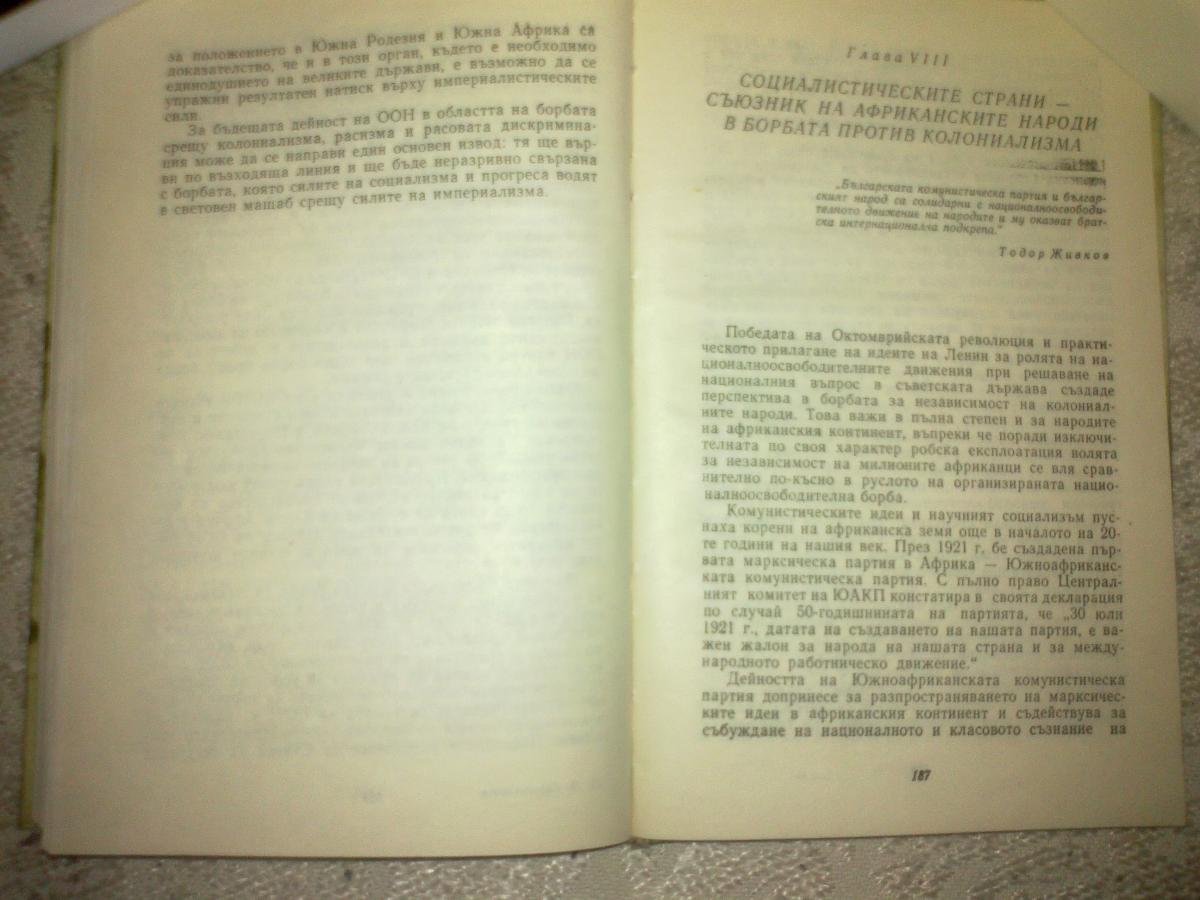 за положението в Южна Родезия и Южна Африка са
доказателство, че и в този орган, където е необходимо
единодушието на великите държави, е възможно да се
упражни резултатен натиск върху империалистическите
сили.
За бъдещата дейност на ООН в областта на борбата
срещу колониализма, расизма и расовата дискримина-
ция може да се направи един основен извод: тя ще вър-
ви по възходяща линия и ще бъде неразривно свързана
с борбата, която силите на социализма и прогреса водят
в световен мащаб срещу силите на империализма.
Глава VIII
СОЦИАЛИСТИЧЕСКИТЕ СТРАНИ —
СЪЮЗНИК НА АФРИКАНСКИТЕ НАРОДИ
В БОРБАТА ПРОТИВ КОЛОНИАЛИЗМА
„Българската комунистическа партия и българ-
ският народ са солидарни с националноосвободи-
телното движение на народите и му оказват брат-
ска интернационална подкрепа."
Тодор Живков
Победата на Октомврийската революция и практи-
ческото прилагане на идеите на Ленин за ролята на на-
ционалноосвободителните движения при решаване на
националния въпрос в съветската държава създаде
перспектива в борбата за независимост на колониал-
ните народи. Това важи в пълна степен и за народите
на африканския континент, въпреки че поради изключи-
телната по своя характер робска експлоатация волята
за независимост на милионите африканци се вля срав-
нително по-късно в руслото на организираната нацио-
налноосвободителна борба.
Комунистическите идеи и научният социализъм пус-
наха корени на африканска земя още в началото на 20-
те години на нашия век. През 1921 г. бе създадена пър-
вата марксическа партия в Африка — Южноафриканс-
ката комунистическа партия. С пълно право Централ-
ният комитет на ЮАКП констатира в своята декларация
по случай 50-годишнината на партията, че „30 юли
1921 г., датата на създаването на нашата партия, е ва-
жен жалон за народа на нашата страна и за между-
народното работническо движение."
Дейността на Южноафриканската комунистическа
партия допринесе за разпространяването на марксичес-
ките идеи в африканския континент и съдействува за
събуждане на националното и класовото съзнание на
187